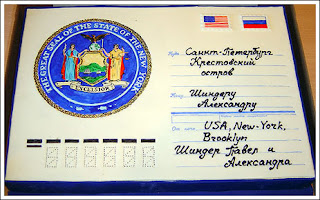 THE GREAT SEAL OF THE STATE OF THE NEW YORK
EXCELSIOR
Куда Санкт-Петербург
Крестовский
остров
Кому Шиндеру
Александру
От кого USA, New-York,
Brooklyn
Шиндер Павел и
Александра